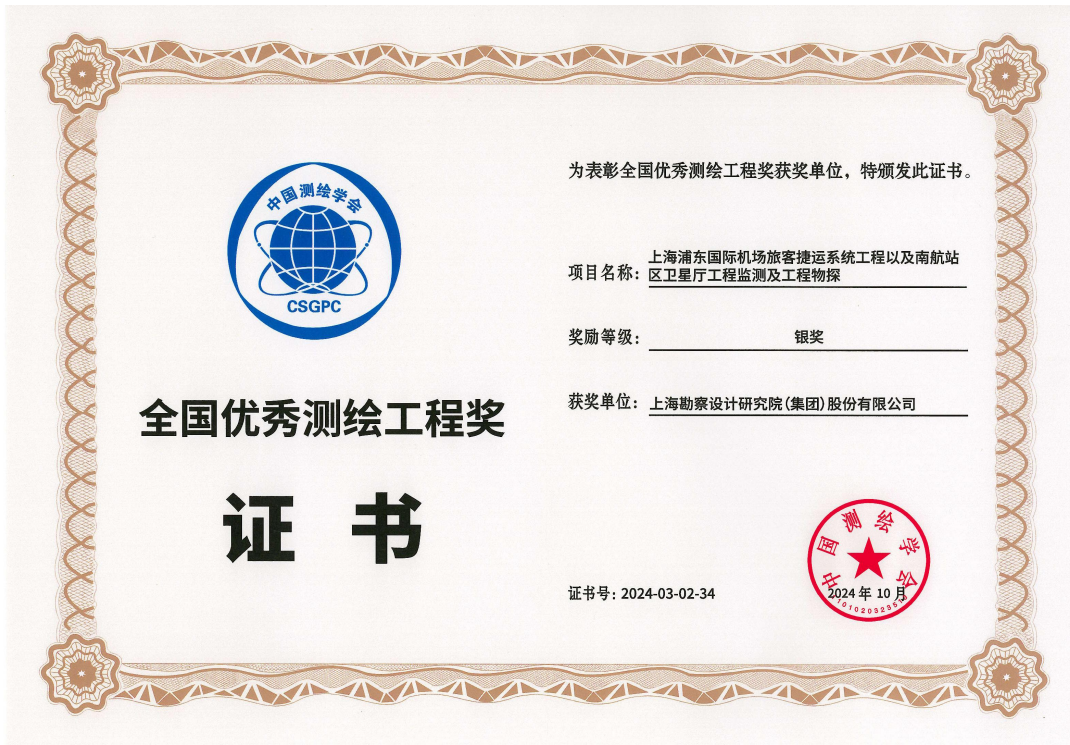 中国测绘学会
CSGPC
全国优秀测绘工程奖
证 书
为表彰全国优秀测绘工程奖获奖单位，特颁发此证书。
项目名称：上海浦东国际机场旅客捷运系统工程以及南航站
区卫星厅工程监测及工程物探
奖励等级：银奖
获奖单位：上海勘察设计研究院(集团)股份有限公司
证书号：2024-03-02-34
中国测绘学会
2024 年 10 月